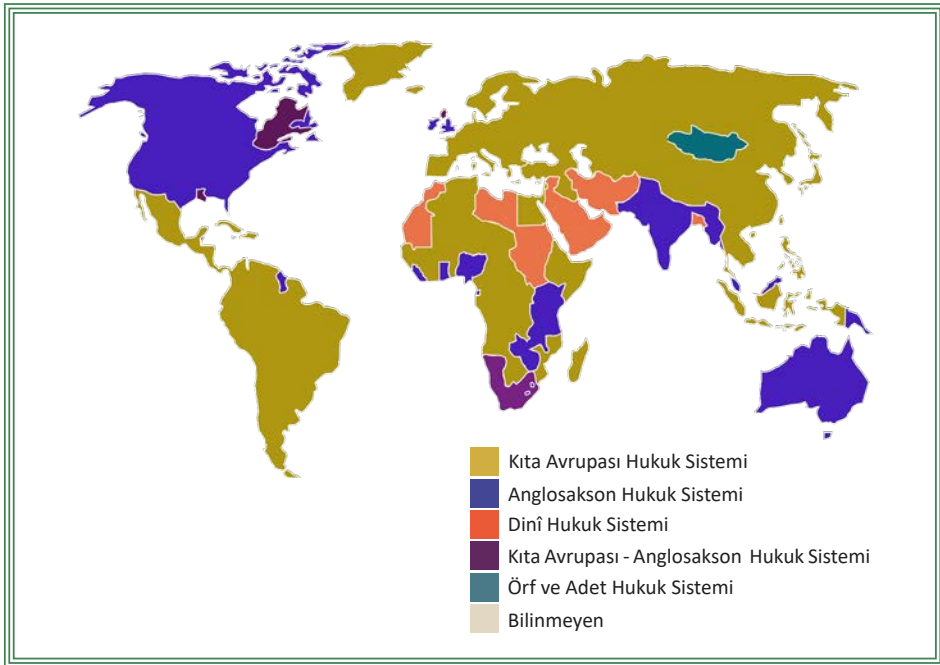 Kıta Avrupası Hukuk Sistemi
Anglosakson Hukuk Sistemi
Dinî Hukuk Sistemi
Kıta Avrupası - Anglosakson Hukuk Sistemi
Örf ve Adet Hukuk Sistemi
Bilinmeyen